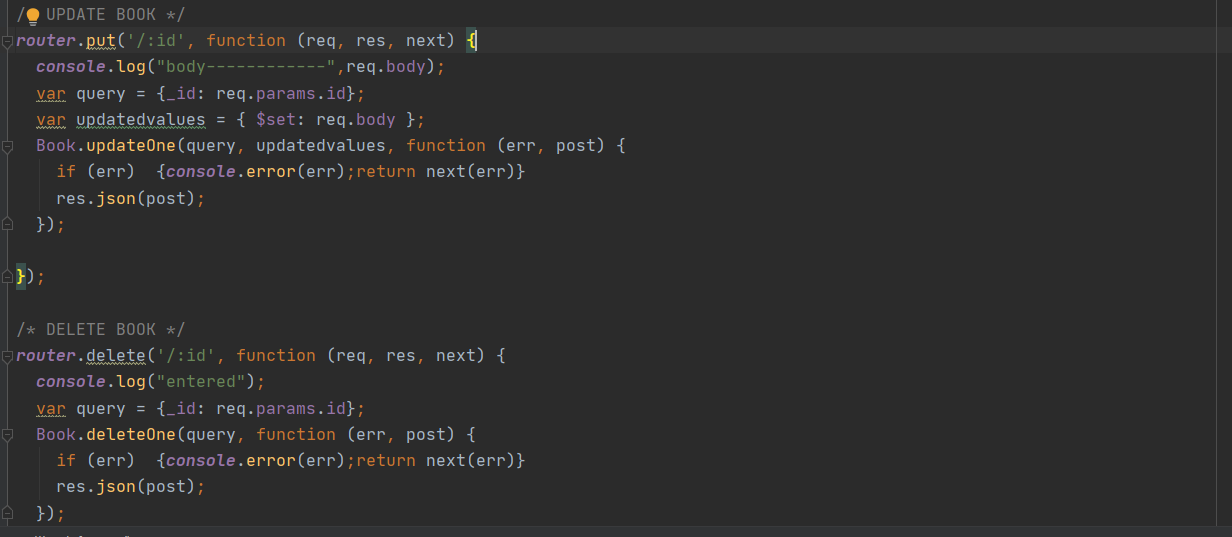 /* UPDATE BOOK */
router.put('/:id', function (req, res, next) {
  console.log("body------------",req.body);
  var query = {_id: req.params.id};
  var updatedvalues = { $set: req.body };
  Book.updateOne(query, updatedvalues, function (err, post) {
    if (err)  {console.error(err);return next(err)}
    res.json(post);
  });
});
/* DELETE BOOK */
router.delete('/:id', function (req, res, next) {
  console.log("entered");
  var query = {_id: req.params.id};
  Book.deleteOne(query, function (err, post) {
    if (err)  {console.error(err);return next(err)}
    res.json(post);
  });